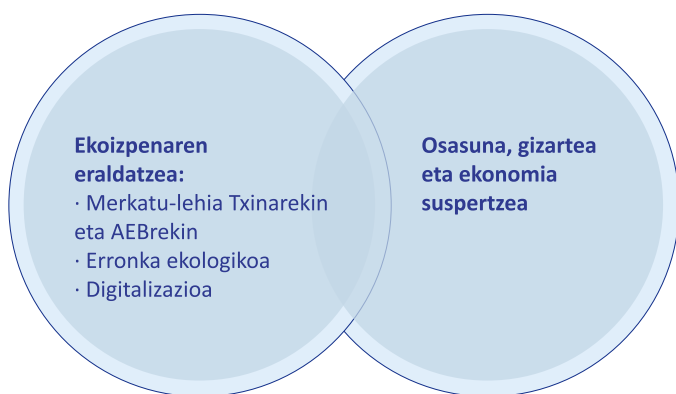 Ekoizpenaren
eraldatzea:
· Merkatu-lehia Txinarekin
eta AEBrekin
· Erronka ekologikoa
· Digitalizazioa
Osasuna, gizartea
eta ekonomia
suspertzea